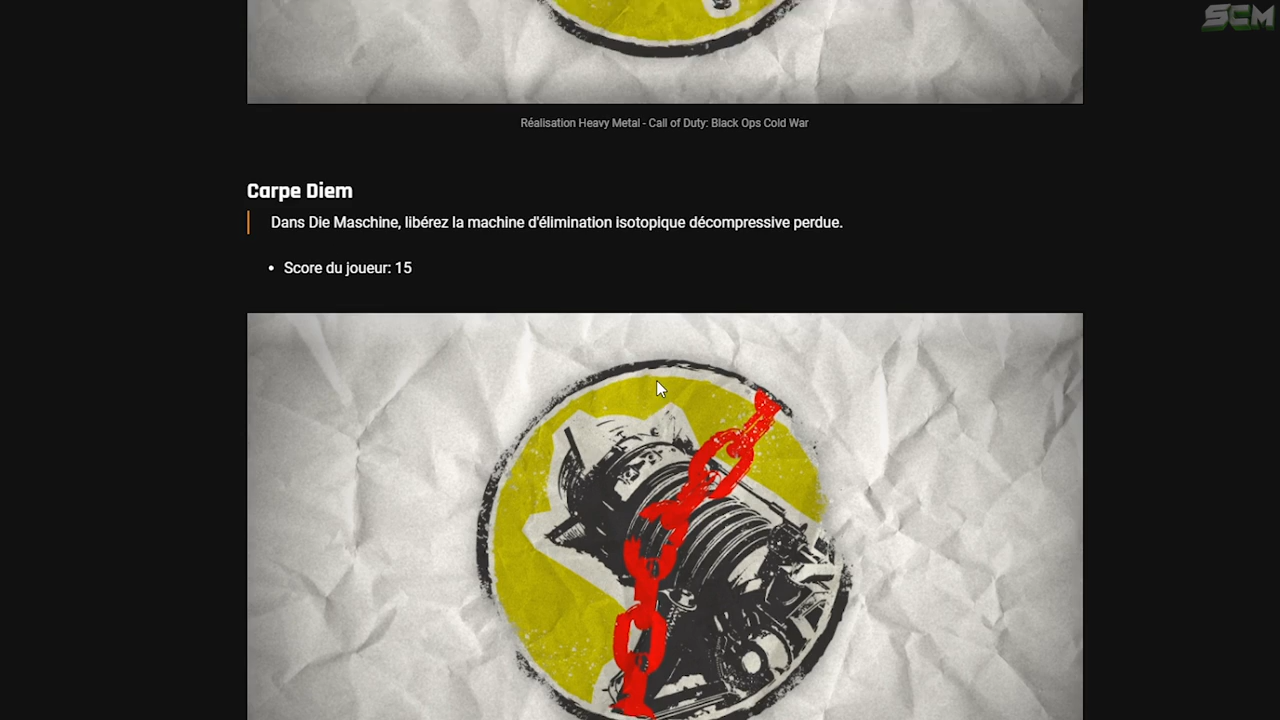 SCM
Réalisation Heavy Metal - Call of Duty: Black Ops Cold War
Carpe Diem
Dans Die Maschine, libérez la machine d'élimination isotopique décompressive perdue.
• Score du joueur: 15